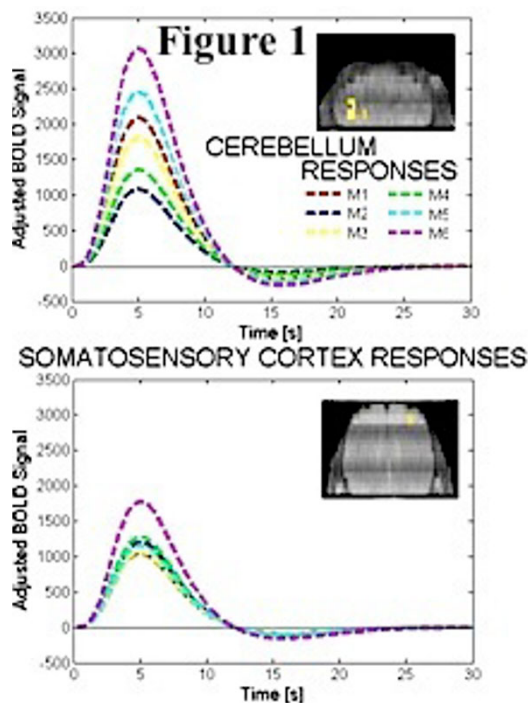 Figure 1
3500
3000
2500
2000
1500
1000
500
0
-500
Adjusted BOLD Signal
CEREBELLUM
RESPONSES
M1 M4
M2 M5
M3 M6
0 5 10 15 20 25 30
Time [s]
SOMATOSENSORY CORTEX RESPONSES
3500
3000
2500
2000
1500
1000
500
0
-500
Adjusted BOLD Signal
0 5 10 15 20 25 30
Time [s]